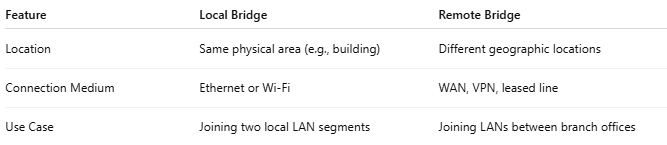 Feature Local Bridge Remote Bridge
Location Same physical area (e.g., building) Different geographic locations
Connection Medium Ethernet or Wi-Fi WAN, VPN, leased line
Use Case Joining two local LAN segments Joining LANs between branch offices